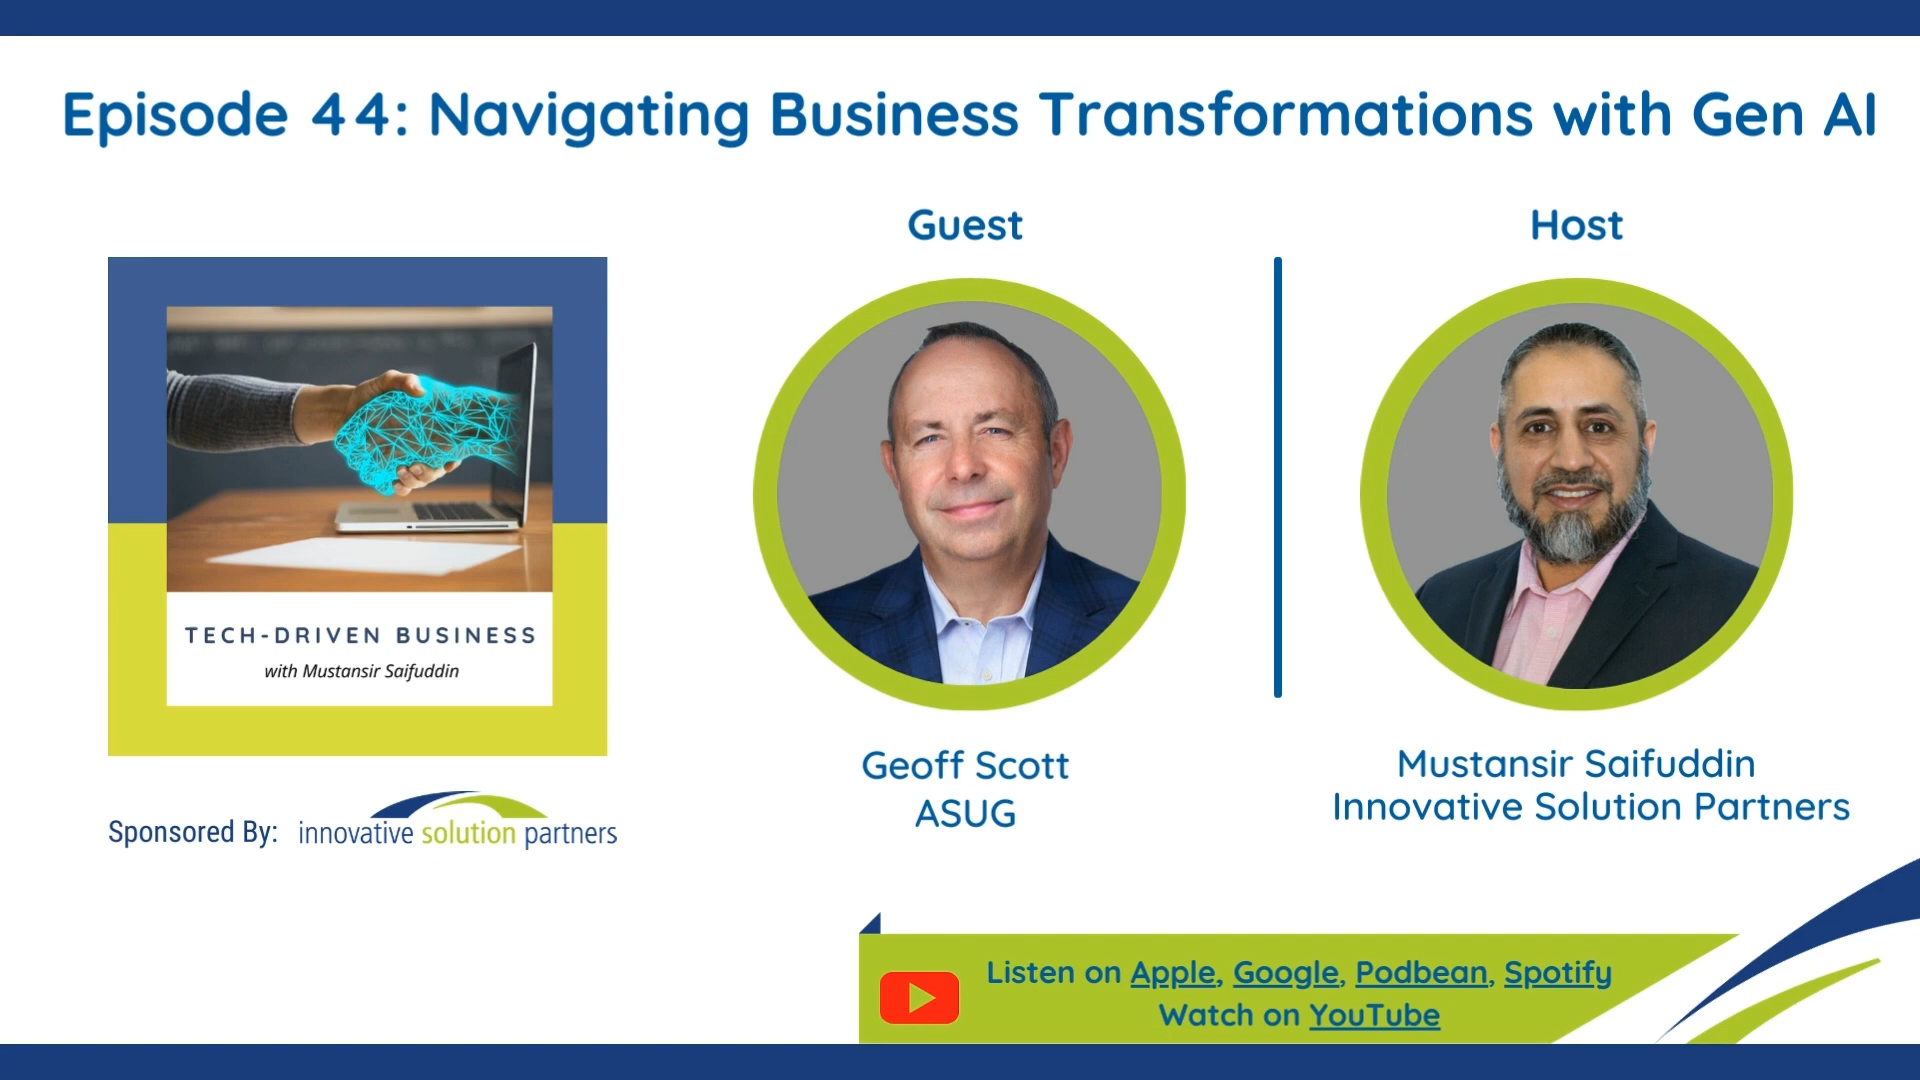 Episode 44: Navigating Business Transformations with Gen AI
Guest
Host
TECH-DRIVEN BUSINESS
with Mustansir Saifuddin
Geoff Scott
ASUG
Mustansir Saifuddin
Innovative Solution Partners
Sponsored By: innovative solution partners
Listen on Apple, Google, Podbean, Spotify
Watch on YouTube